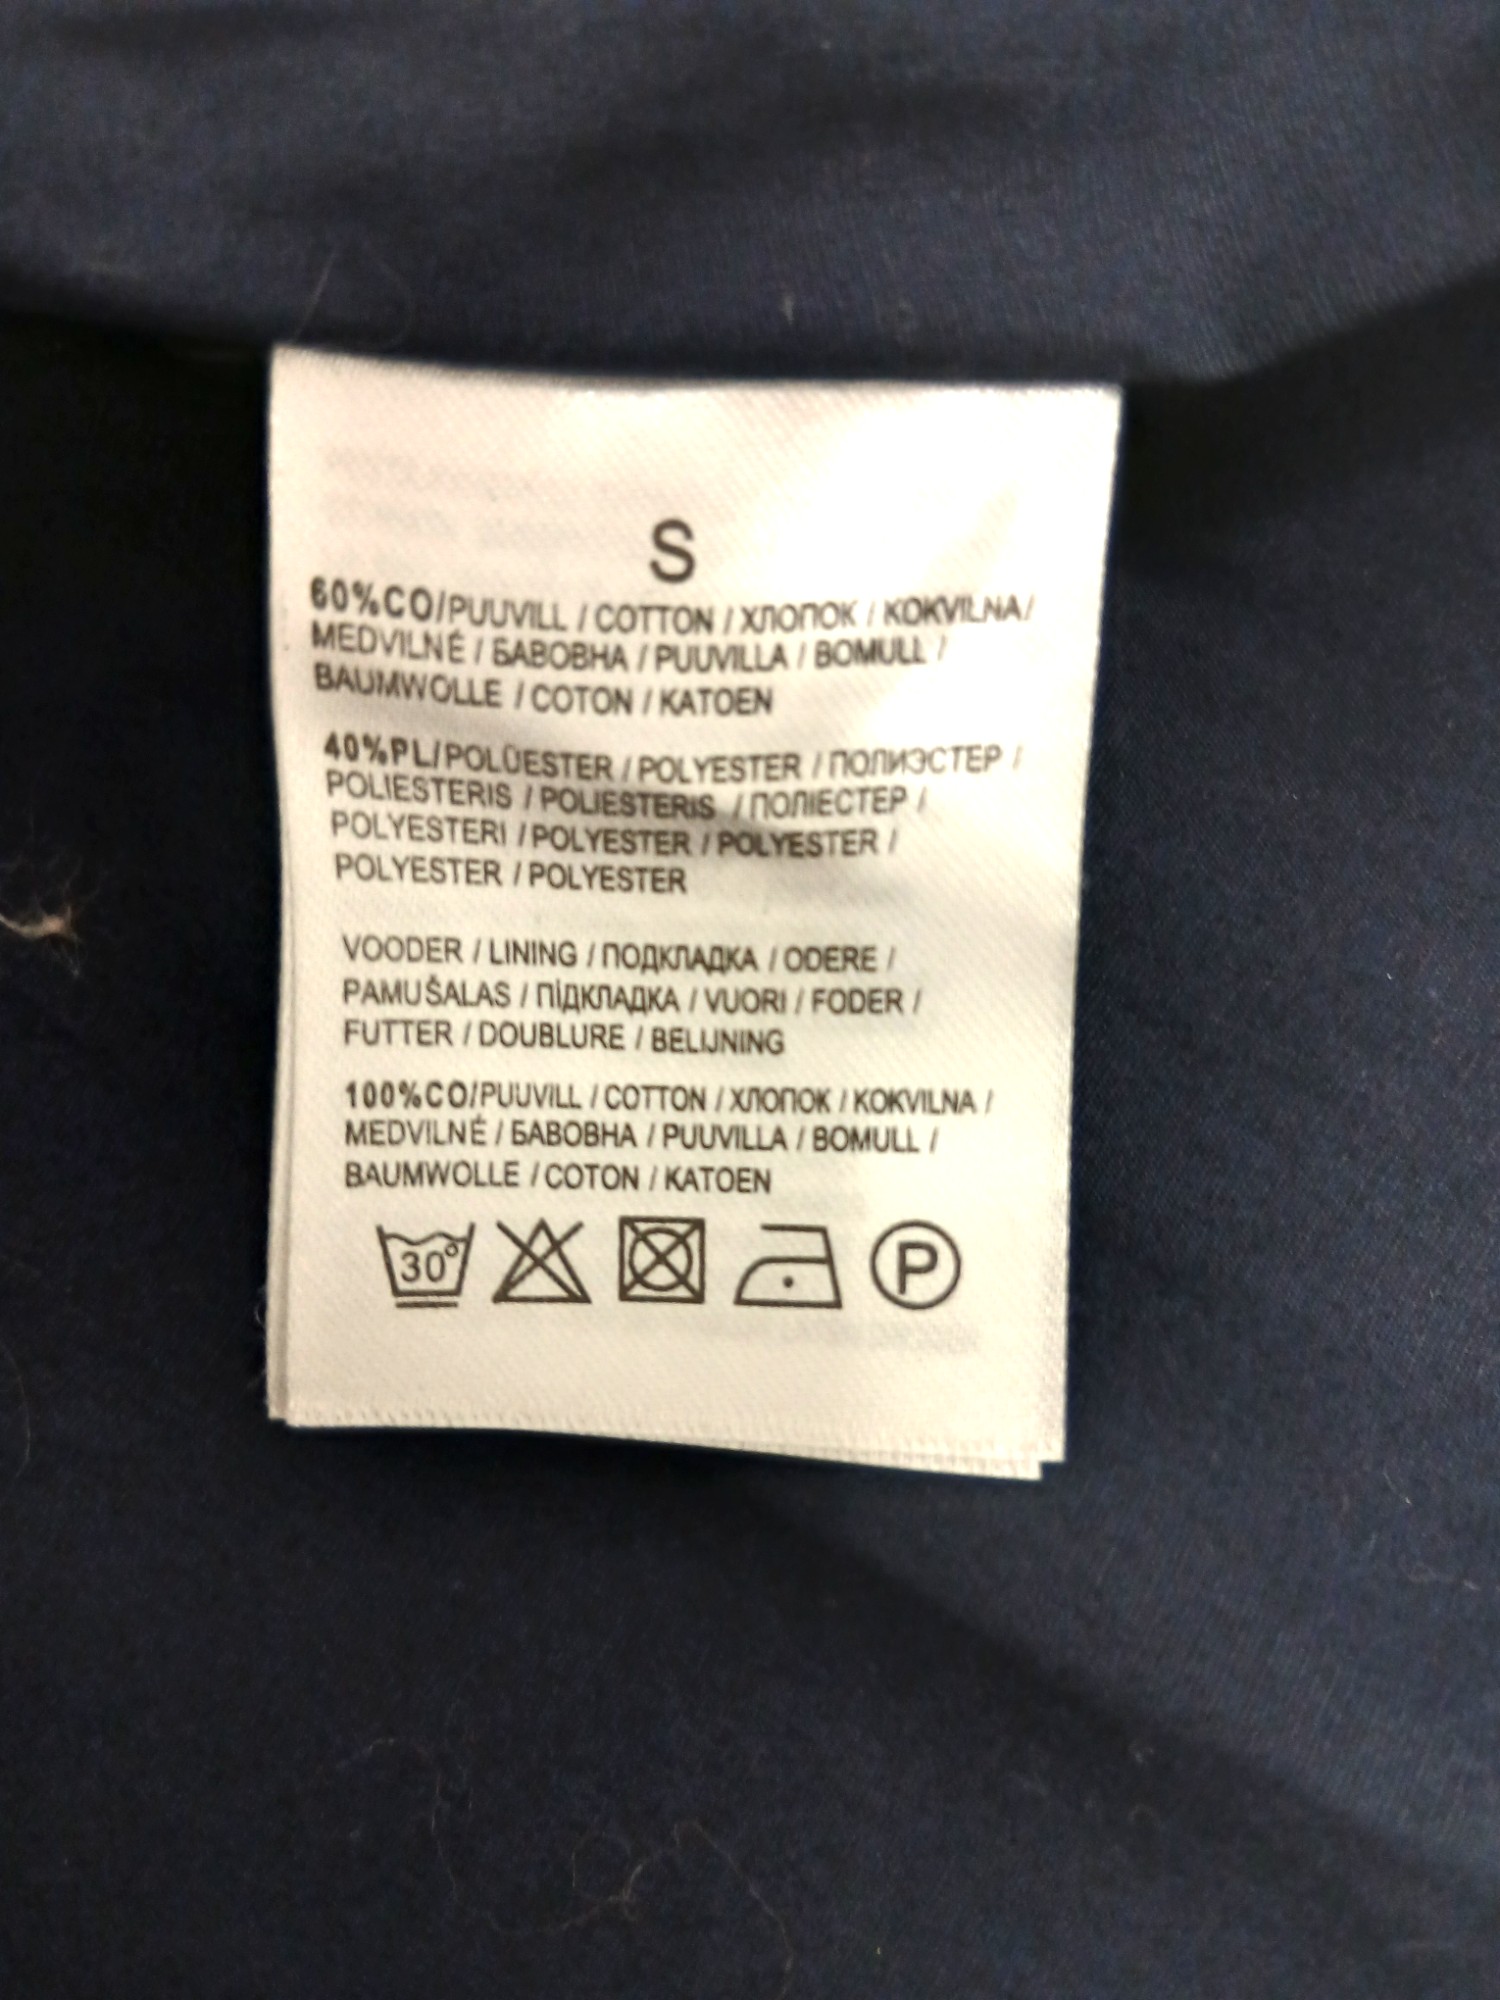 S
60%CO/PUUVILL / COTTON / ХЛОПОК / KOKVILNA/
MEDVILNĖ / БАВОВНА / PUUVILLA / BOMULL /
BAUMWOLLE / COTON / KATOEN
40%PL/POLÜESTER / POLYESTER / ПОЛИЭСТЕР /
POLIESTERIS / POLIESTERIS / ПОЛІЕСТЕР /
POLYESTERI / POLYESTER / POLYESTER /
POLYESTER / POLYESTER
VOODER / LINING / ПОДКЛАДКА / ODERE /
PAMUŠALAS / ПІДКЛАДКА / VUORI / FODER /
FUTTER / DOUBLURE / BELIJNING
100%CO/PUUVILL / COTTON / ХЛОПОК / KOKVILNA /
MEDVILNĖ / БАВОВНА / PUUVILLA / BOMULL /
BAUMWOLLE / COTON / KATOEN
30° P